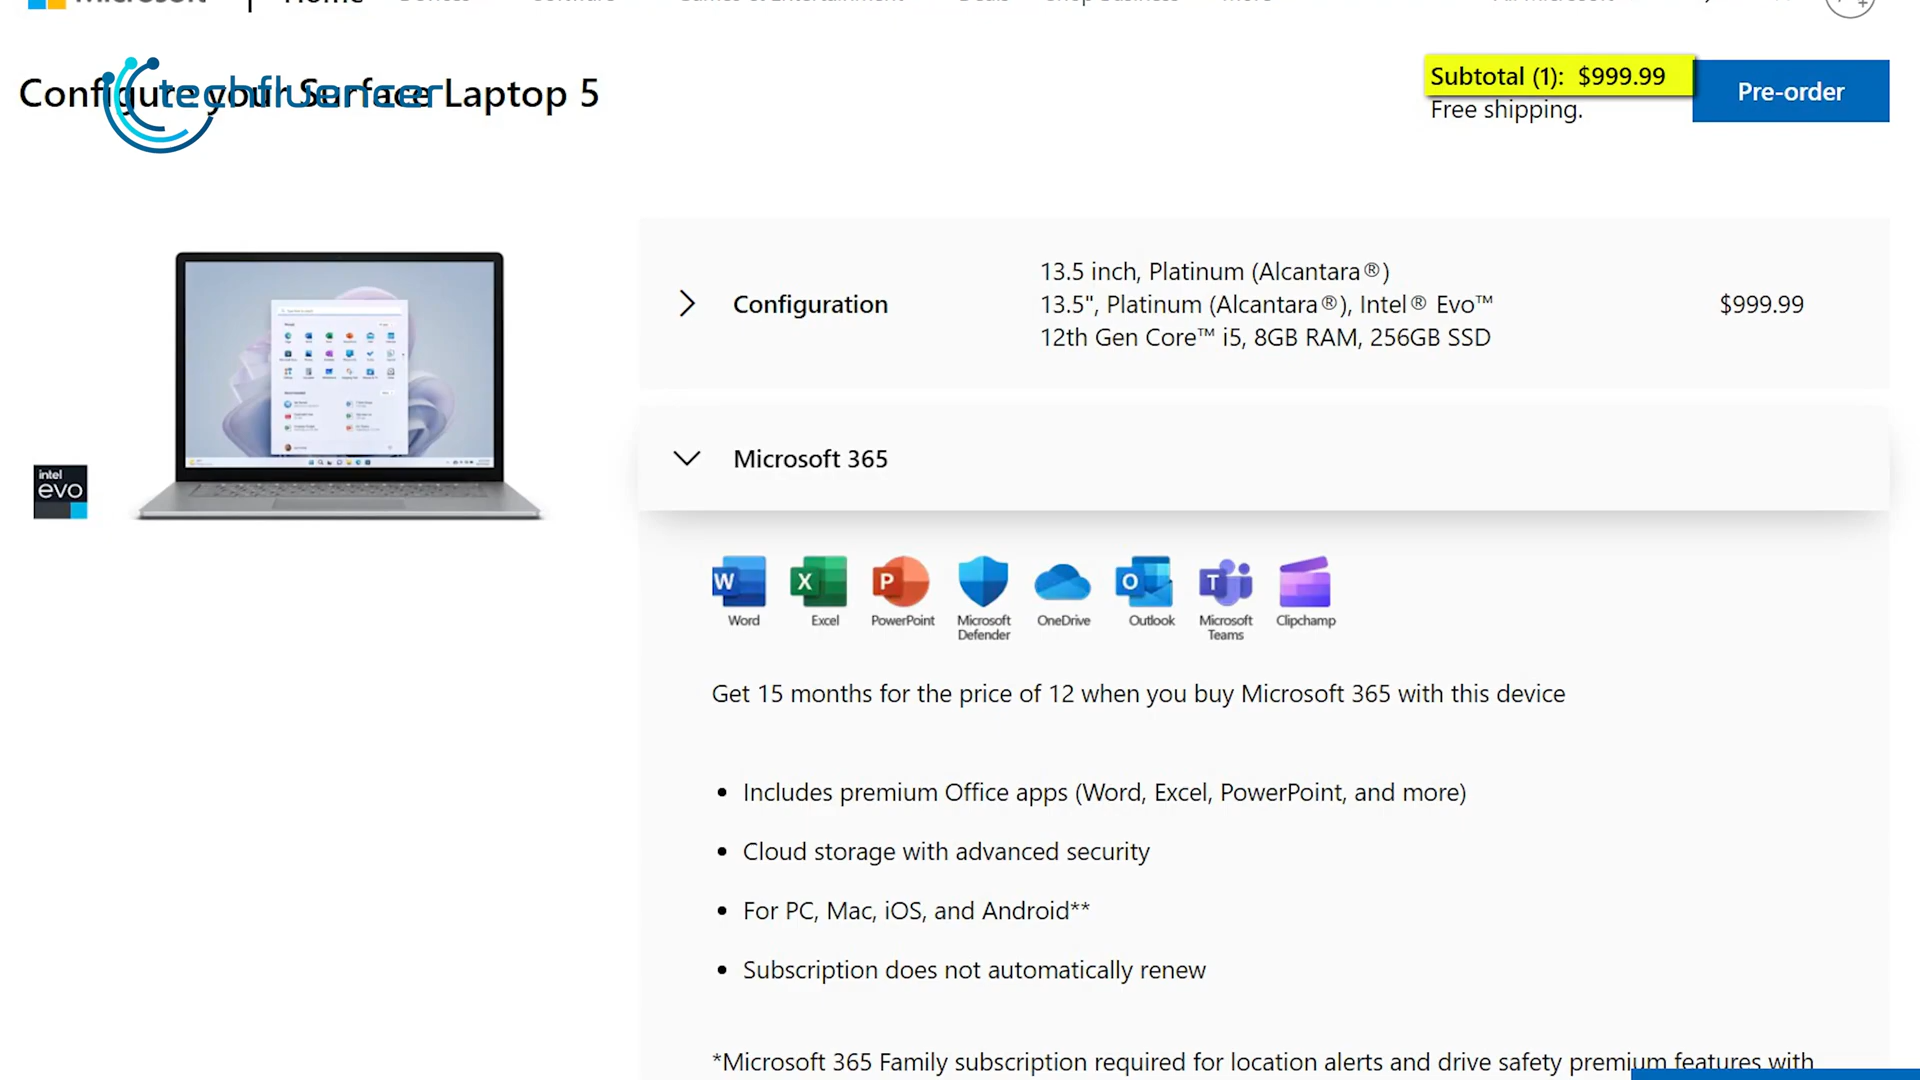 Microsoft
Home
Configure your Surface Laptop 5
techfluencer
Subtotal (1): $999.99
Free shipping.
Pre-order
Configuration
13.5 inch, Platinum (Alcantara®)
13.5", Platinum (Alcantara®), Intel® Evo™
12th Gen Core™ i5, 8GB RAM, 256GB SSD
$999.99
intel
evo
Microsoft 365
W
X
P
O
T
Word
Excel
PowerPoint
Microsoft
Defender
OneDrive
Outlook
Microsoft
Teams
Clipchamp
Get 15 months for the price of 12 when you buy Microsoft 365 with this device
• Includes premium Office apps (Word, Excel, PowerPoint, and more)
• Cloud storage with advanced security
• For PC, Mac, iOS, and Android**
• Subscription does not automatically renew
*Microsoft 365 Family subscription required for location alerts and drive safety premium features with